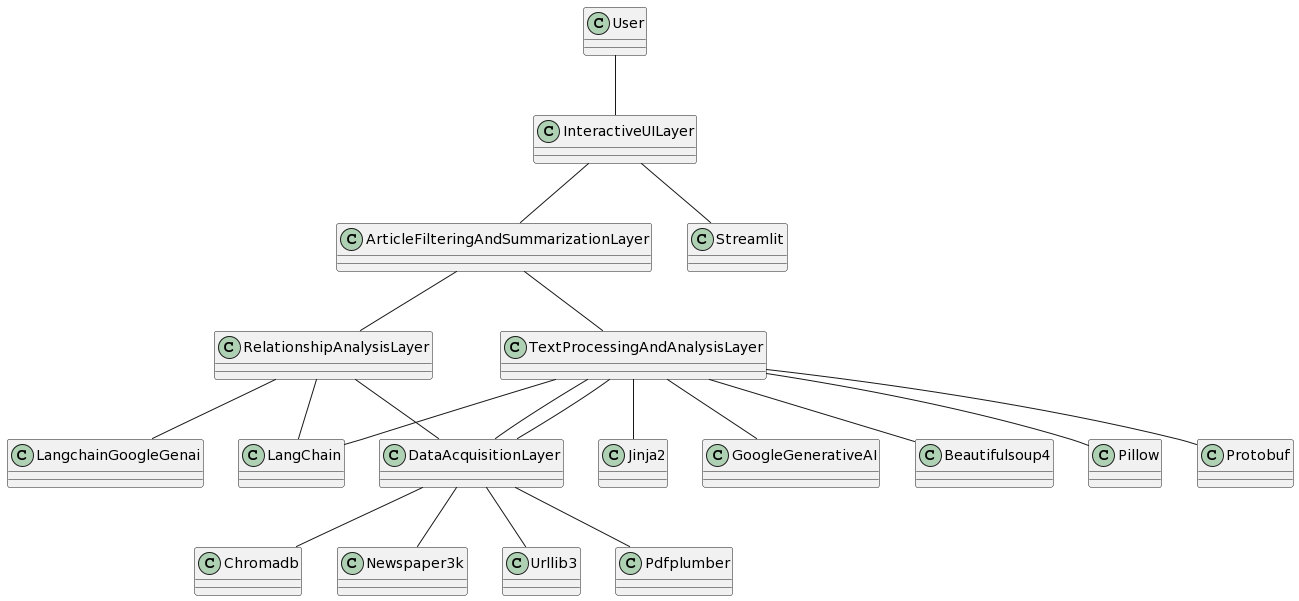 C User
C InteractiveUILayer
C ArticleFilteringAndSummarizationLayer
C Streamlit
C RelationshipAnalysisLayer
C TextProcessingAndAnalysisLayer
C LangchainGoogleGenai
C LangChain
C DataAcquisitionLayer
C Jinja2
C GoogleGenerativeAI
C Beautifulsoup4
C Pillow
C Protobuf
C Chromadb
C Newspaper3k
C Urllib3
C Pdfplumber